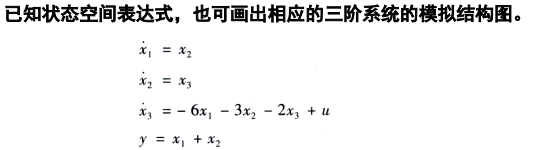 已知状态空间表达式，也可画出相应的三阶系统的模拟结构图。
ẋ₁ = x₂
ẋ₂ = x₃
ẋ₃ = − 6x₁ − 3x₂ − 2x₃ + u
y = x₁ + x₂